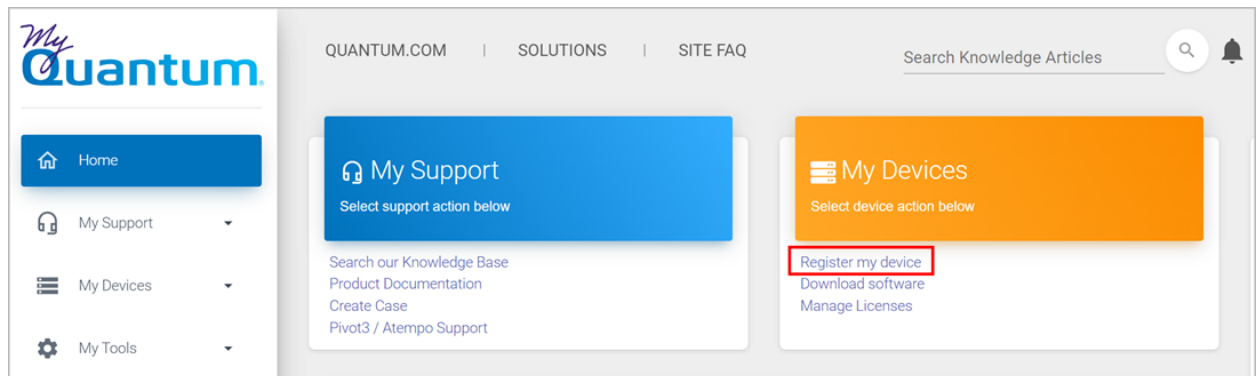 My
Quantum.
QUANTUM.COM | SOLUTIONS | SITE FAQ
Search Knowledge Articles
Home
My Support
My Devices
My Tools
My Support
Select support action below
Search our Knowledge Base
Product Documentation
Create Case
Pivot3 / Atempo Support
My Devices
Select device action below
Register my device
Download software
Manage Licenses